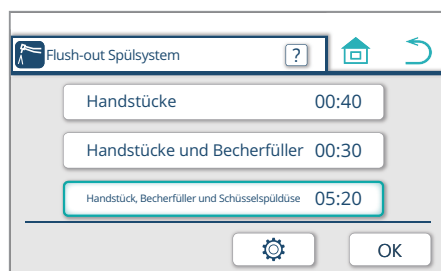 Flush-out Spülsystem ?
Handstücke 00:40
Handstücke und Becherfüller 00:30
Handstück, Becherfüller und Schüsselspüldüse 05:20
OK